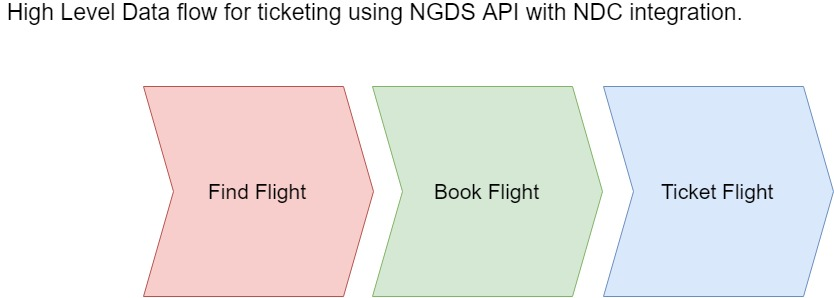 High Level Data flow for ticketing using NGDS API with NDC integration.
Find Flight
Book Flight
Ticket Flight